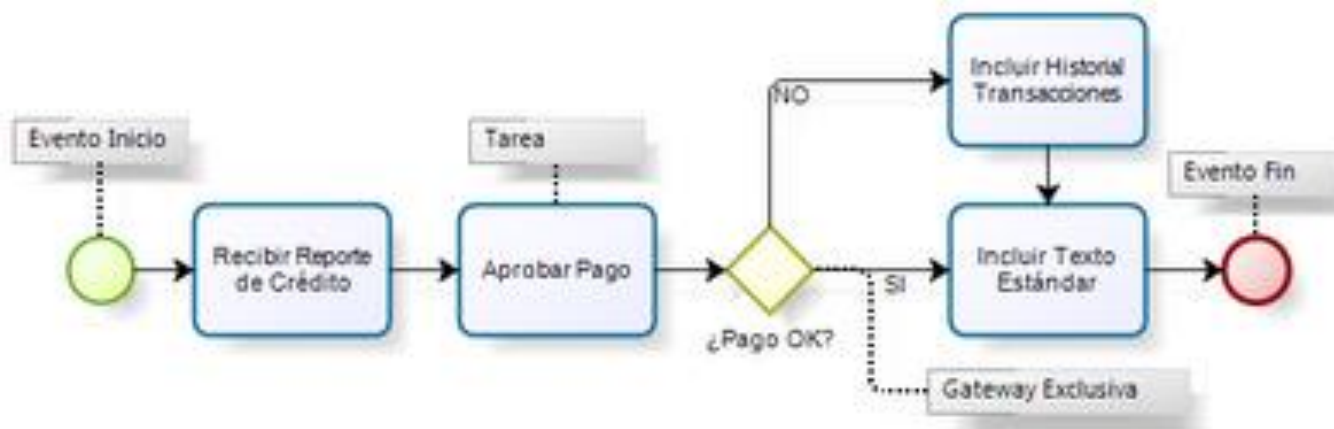 Evento Inicio
Recibir Reporte
de Crédito
Tarea
Aprobar Pago
¿Pago OK?
NO
SI
Incluir Historial
Transacciones
Incluir Texto
Estándar
Evento Fin
Gateway Exclusiva